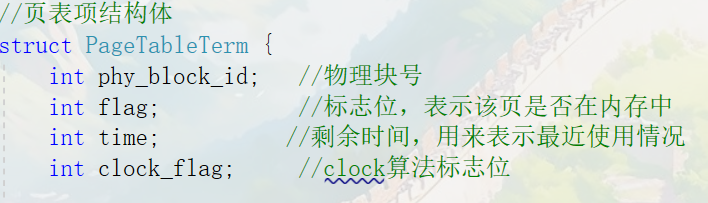 //页表项结构体
struct PageTableTerm {
int phy_block_id; //物理块号
int flag; //标志位，表示该页是否在内存中
int time; //剩余时间，用来表示最近使用情况
int clock_flag; //clock算法标志位